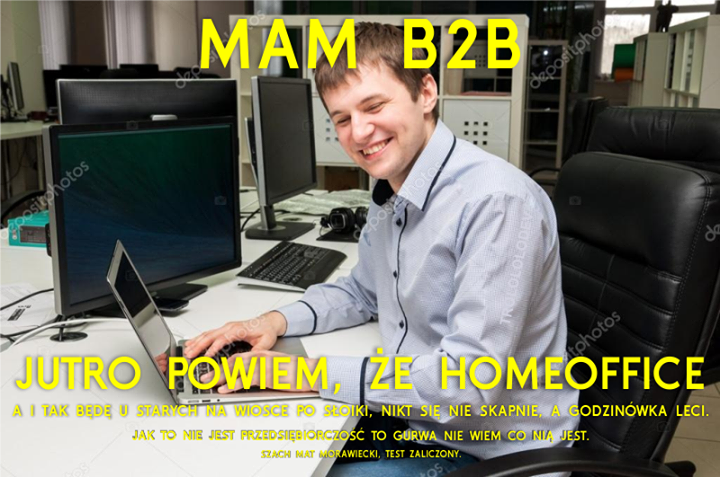 MAM B2B
JUTRO POWIEM, ŻE HOMEOFFICE
A I TAK BĘDĘ U STARYCH NA WIOSCE PO SŁOIKI, NIKT SIĘ NIE SKAPNIE, A GODZINÓWKA LECI.
JAK TO NIE JEST PRZEDSIĘBIORCZOŚĆ TO GURWA NIE WIEM CO NIĄ JEST.
SZACH MAT MORAWIECKI, TEST ZALICZONY.
depositphotos